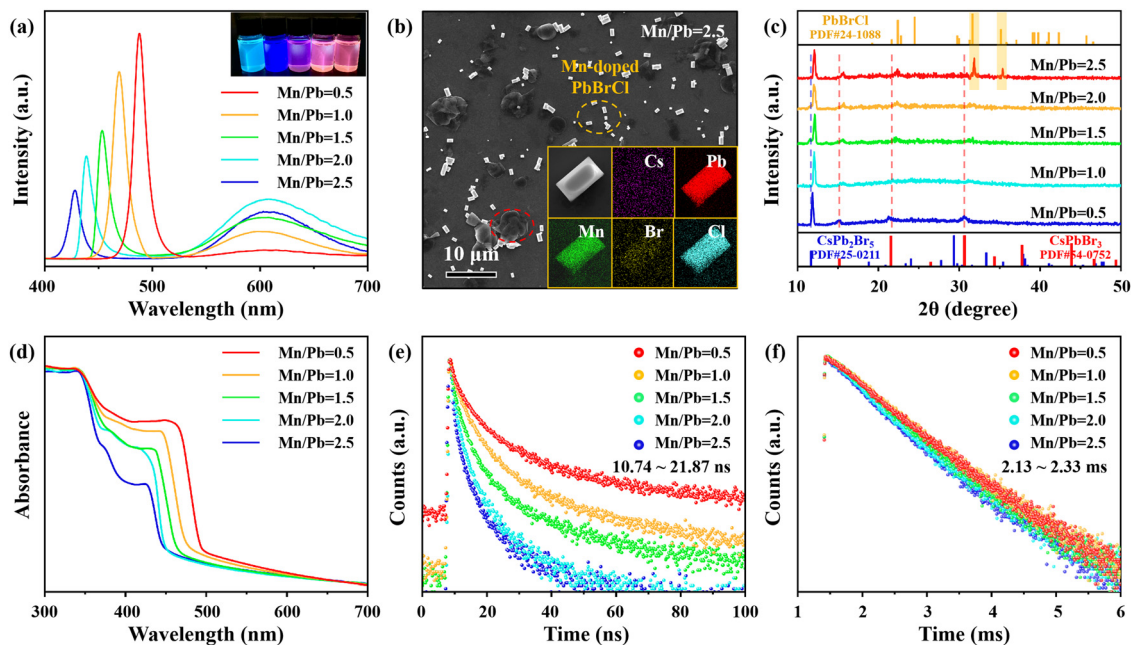 (a)
Intensity (a.u.)
Mn/Pb=0.5
Mn/Pb=1.0
Mn/Pb=1.5
Mn/Pb=2.0
Mn/Pb=2.5
400 450 500 550 600 650 700
Wavelength (nm)
(b)
Mn/Pb=2.5
Mn-doped
PbBrCl
Cs Pb
Mn Br Cl
10 μm
(c)
Intensity (a.u.)
PbBrCl
PDF#24-1088
Mn/Pb=2.5
Mn/Pb=2.0
Mn/Pb=1.5
Mn/Pb=1.0
Mn/Pb=0.5
CsPb2Br5 CsPbBr3
PDF#25-0211 PDF#54-0752
10 20 30 40 50
2θ (degree)
(d)
Absorbance
Mn/Pb=0.5
Mn/Pb=1.0
Mn/Pb=1.5
Mn/Pb=2.0
Mn/Pb=2.5
300 400 500 600 700
Wavelength (nm)
(e)
Counts (a.u.)
Mn/Pb=0.5
Mn/Pb=1.0
Mn/Pb=1.5
Mn/Pb=2.0
Mn/Pb=2.5
10.74 ~ 21.87 ns
0 20 40 60 80 100
Time (ns)
(f)
Counts (a.u.)
Mn/Pb=0.5
Mn/Pb=1.0
Mn/Pb=1.5
Mn/Pb=2.0
Mn/Pb=2.5
2.13 ~ 2.33 ms
1 2 3 4 5 6
Time (ms)